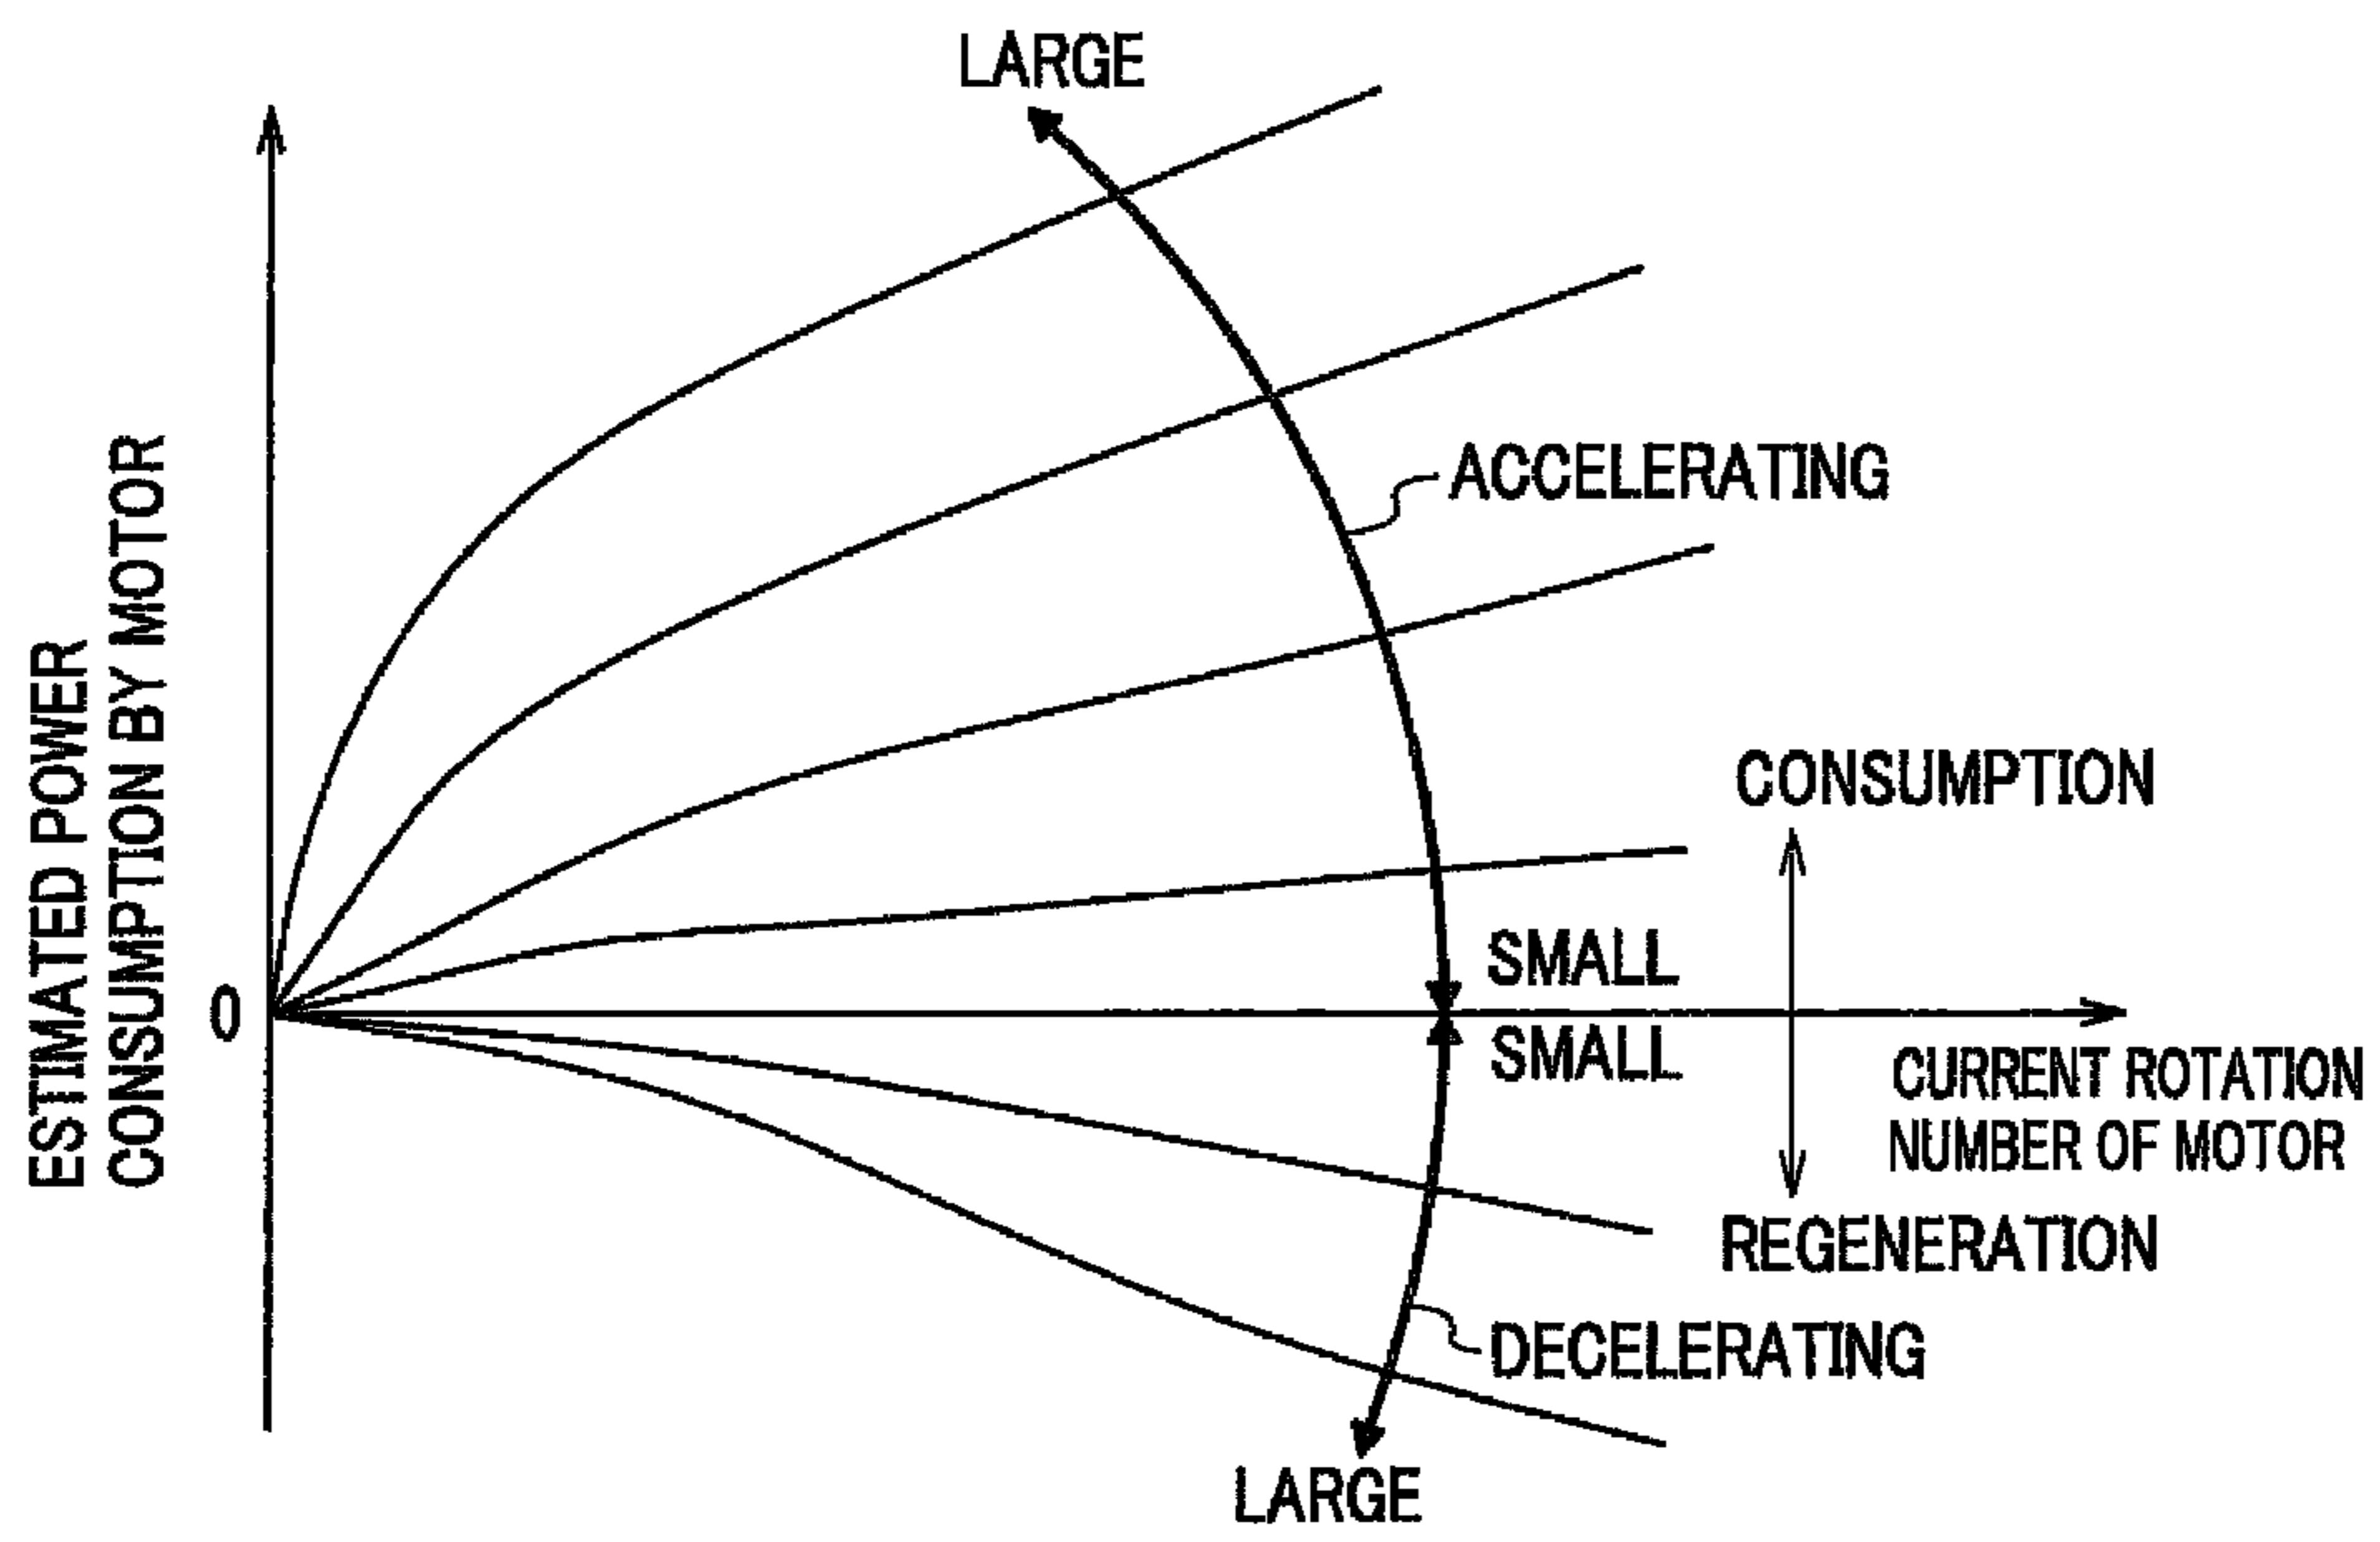 LARGE
ACCELERATING
ESTIMATED POWER
CONSUMPTION BY MOTOR
CONSUMPTION
SMALL
0
SMALL
CURRENT ROTATION
NUMBER OF MOTOR
REGENERATION
DECELERATING
LARGE